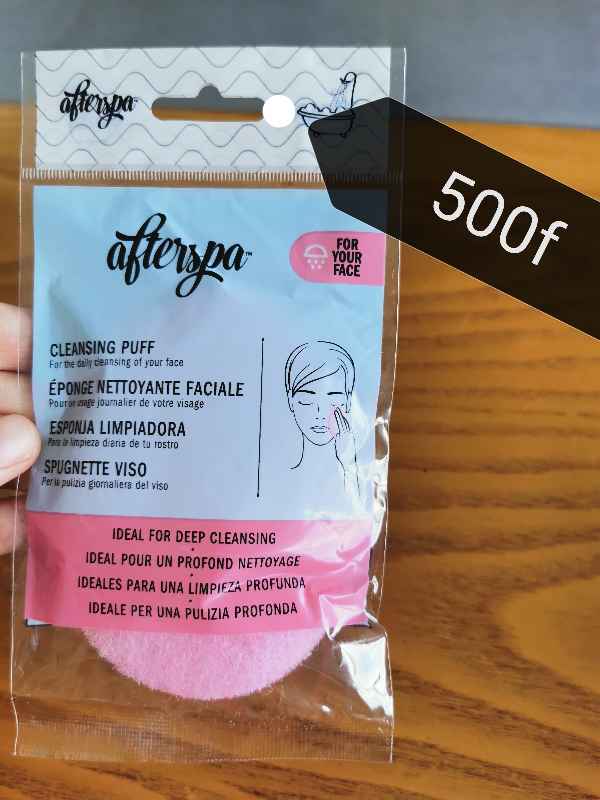 afterspa™
500f
afterspa™
FOR
YOUR
FACE
CLEANSING PUFF
For the daily cleansing of your face
ÉPONGE NETTOYANTE FACIALE
Pour un usage journalier de votre visage
ESPONJA LIMPIADORA
Para la limpieza diaria de tu rostro
SPUGNETTE VISO
Per la pulizia giornaliera del viso
IDEAL FOR DEEP CLEANSING
IDEAL POUR UN PROFOND NETTOYAGE
IDEALES PARA UNA LIMPIEZA PROFUNDA
IDEALE PER UNA PULIZIA PROFONDA